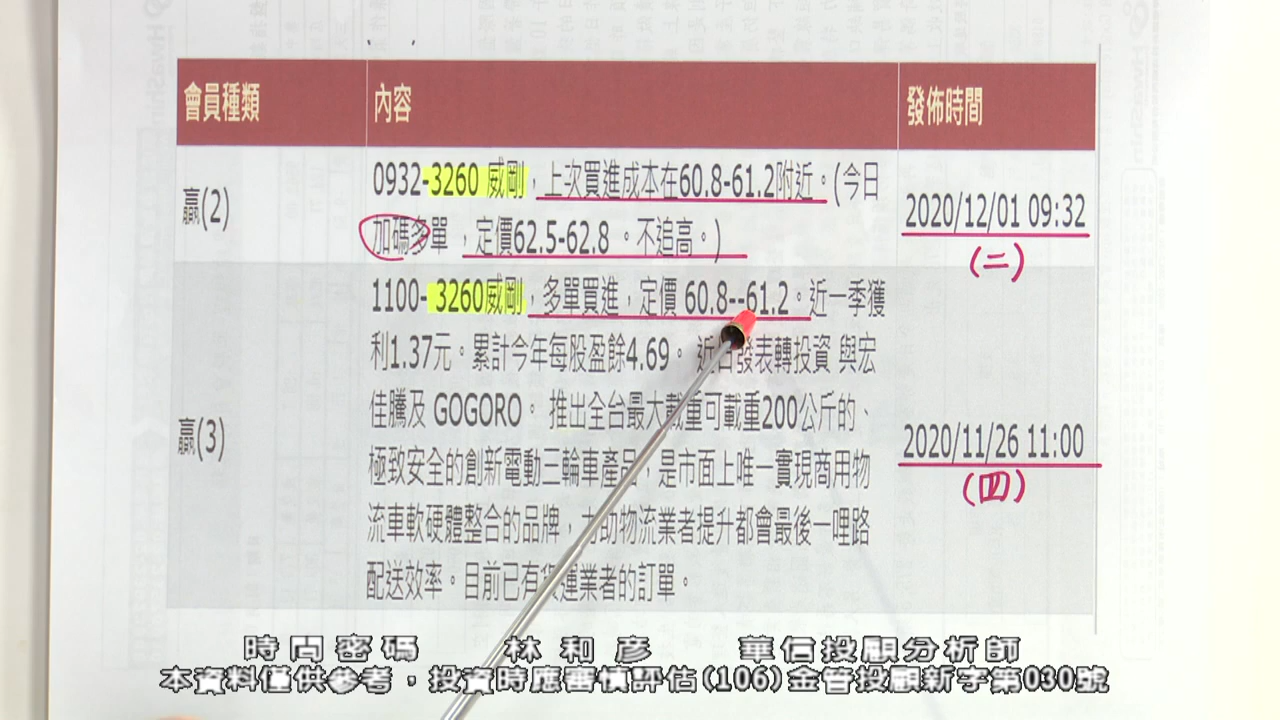 會員種類 內容 發佈時間
贏(2)
0932-3260 威剛，上次買進成本在60.8-61.2附近。(今日
加碼多單 ，定價62.5-62.8 。不追高。)
2020/12/01 09:32
(二)
贏(3)
1100- 3260威剛，多單買進，定價 60.8--61.2。近一季獲
利1.37元。累計今年每股盈餘4.69。 近日發表轉投資 與宏
佳騰及 GOGORO。 推出全台最大載重可載重200公斤的、
極致安全的創新電動三輪車產品，是市面上唯一實現商用物
流車軟硬體整合的品牌，助物流業者提升都會最後一哩路
配送效率。目前已有貨運業者的訂單。
2020/11/26 11:00
(四)
時間密碼 林和彥 華信投顧分析師
本資料僅供參考，投資時應審慎評估(106)金管投顧新字第030號